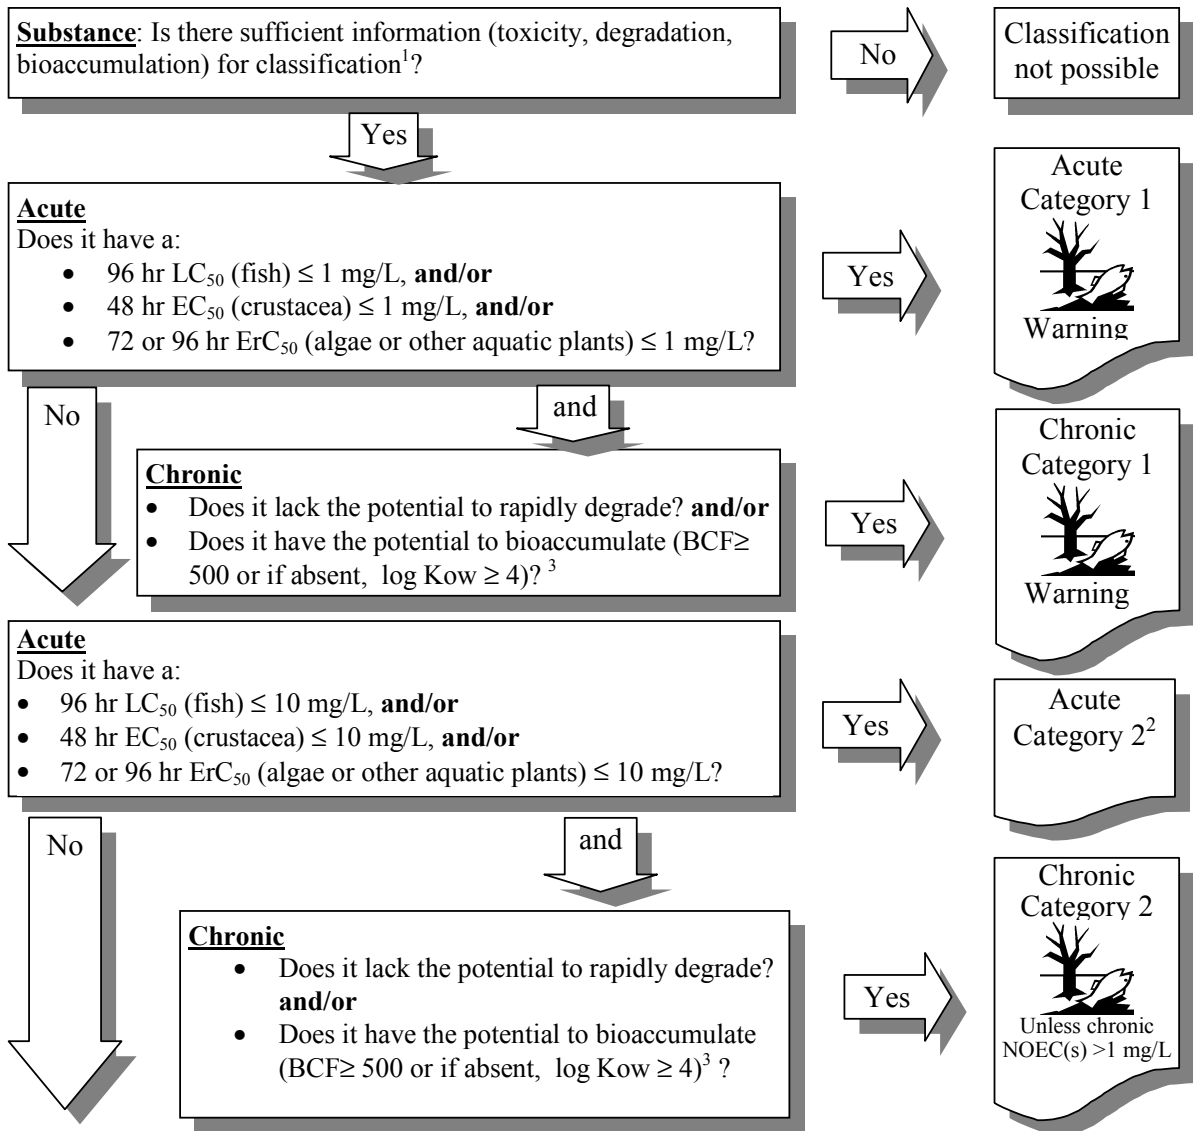 Substance: Is there sufficient information (toxicity, degradation,
bioaccumulation) for classification¹?
No
Classification
not possible
Yes
Acute
Does it have a:
• 96 hr LC₅₀ (fish) ≤ 1 mg/L, and/or
• 48 hr EC₅₀ (crustacea) ≤ 1 mg/L, and/or
• 72 or 96 hr ErC₅₀ (algae or other aquatic plants) ≤ 1 mg/L?
Yes
Acute
Category 1
Warning
No
and
Chronic
• Does it lack the potential to rapidly degrade? and/or
• Does it have the potential to bioaccumulate (BCF≥
500 or if absent, log Kow ≥ 4)? ³
Yes
Chronic
Category 1
Warning
Acute
Does it have a:
• 96 hr LC₅₀ (fish) ≤ 10 mg/L, and/or
• 48 hr EC₅₀ (crustacea) ≤ 10 mg/L, and/or
• 72 or 96 hr ErC₅₀ (algae or other aquatic plants) ≤ 10 mg/L?
Yes
Acute
Category 2²
No
and
Chronic
• Does it lack the potential to rapidly degrade?
and/or
• Does it have the potential to bioaccumulate
(BCF≥ 500 or if absent, log Kow ≥ 4)³ ?
Yes
Chronic
Category 2
Unless chronic
NOEC(s) >1 mg/L